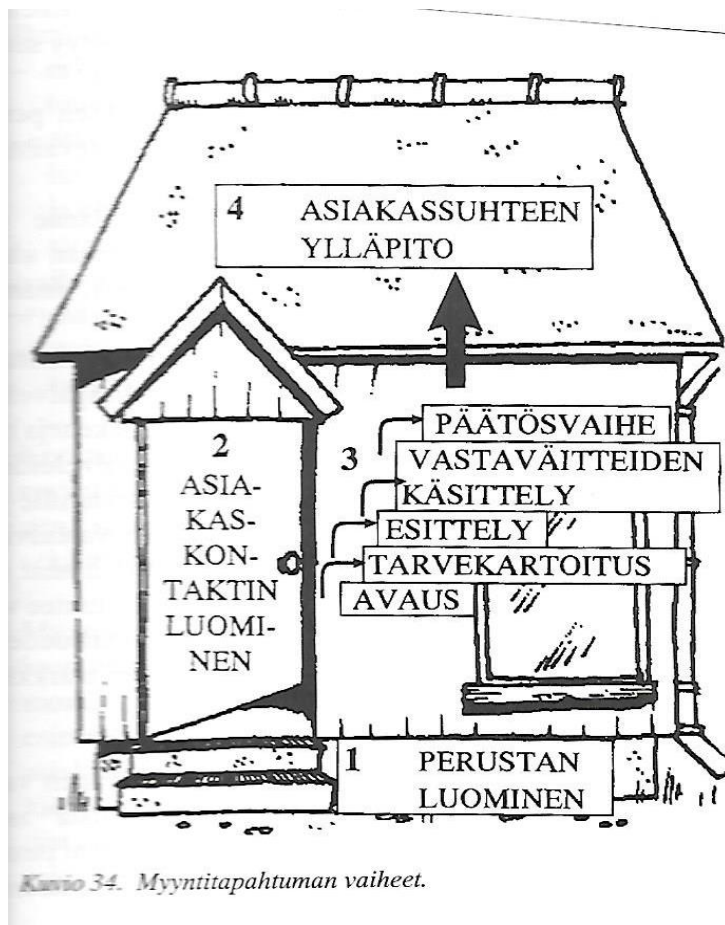 4 ASIAKASSUHTEEN
YLLÄPITO
2
ASIA-
KAS-
KON-
TAKTIN
LUOMI-
NEN
3
PÄÄTÖSVAIHE
VASTAVÄITTEIDEN
KÄSITTELY
ESITTELY
TARVEKARTOITUS
AVAUS
1 PERUSTAN
LUOMINEN
Kuvio 34. Myyntitapahtuman vaiheet.